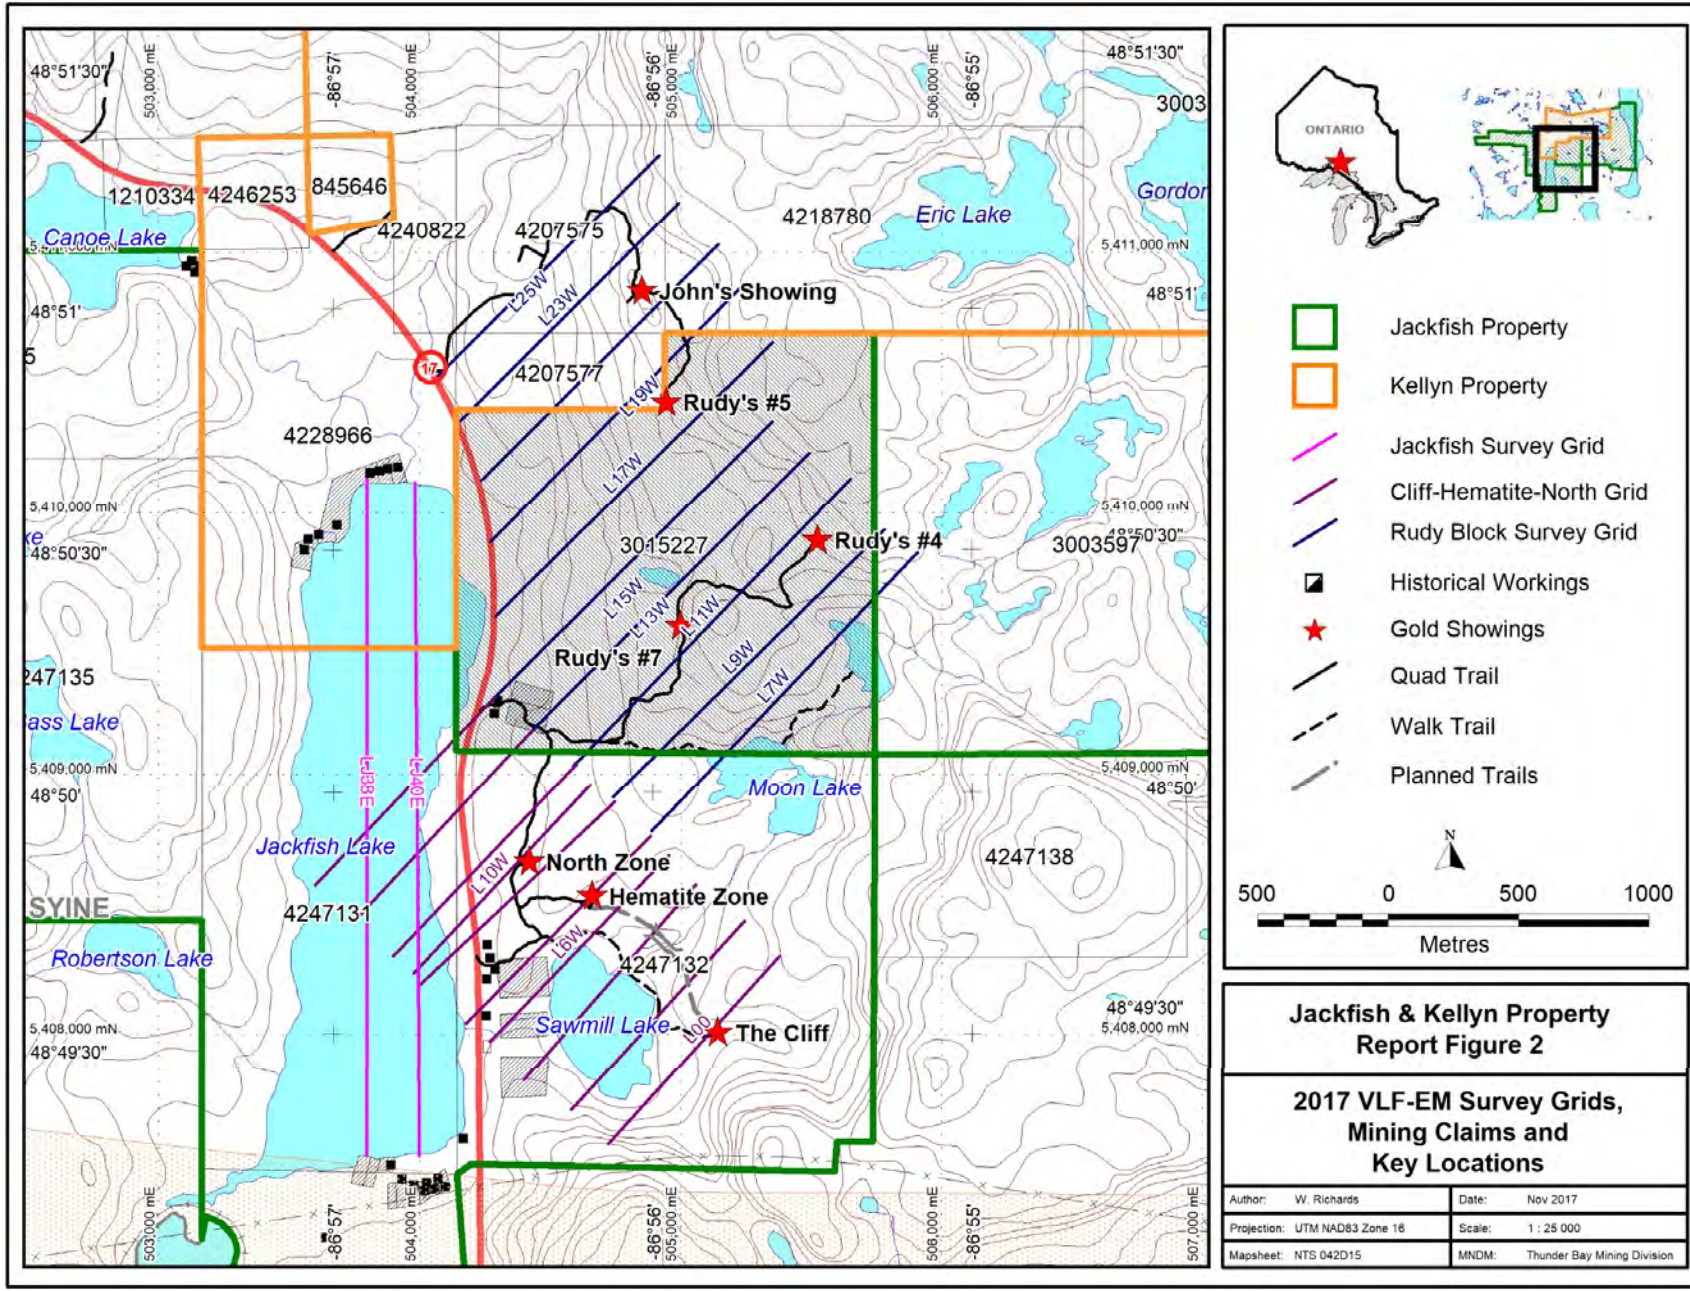 48°51'30"
503,000 mE
-86°57'
504,000 mE
-86°56'
505,000 mE
506,000 mE
-86°55'
48°51'30"
3003
1210334
4246253
845646
4240822
4207575
4218780
Eric Lake
Gordor
Canoe Lake
5,411,000 mN
48°51'
L25W
L23W
John's Showing
48°51'
5
17
4207577
L19W
Rudy's #5
4228966
L17W
5,410,000 mN
48°50'30"
ke
3015227
Rudy's #4
5,410,000 mN
48°50'30"
3003597
L15W
L13W
L11W
Rudy's #7
L9W
L7W
247135
ass Lake
5,409,000 mN
48°50'
LJ38E
LJ40E
Moon Lake
5,409,000 mN
48°50'
Jackfish Lake
L10W
North Zone
Hematite Zone
4247138
SYINE
4247131
Robertson Lake
L6W
4247132
5,408,000 mN
48°49'30"
Sawmill Lake
L00
The Cliff
48°49'30"
5,408,000 mN
503,000 mE
-86°57'
504,000 mE
-86°56'
505,000 mE
506,000 mE
-86°55'
507,000 mE
ONTARIO
Jackfish Property
Kellyn Property
Jackfish Survey Grid
Cliff-Hematite-North Grid
Rudy Block Survey Grid
Historical Workings
Gold Showings
Quad Trail
Walk Trail
Planned Trails
N
500 0 500 1000
Metres
Jackfish & Kellyn Property
Report Figure 2
2017 VLF-EM Survey Grids,
Mining Claims and
Key Locations
Author: W. Richards Date: Nov 2017
Projection: UTM NAD83 Zone 16 Scale: 1 : 25 000
Mapsheet: NTS 042D15 MNDM: Thunder Bay Mining Division